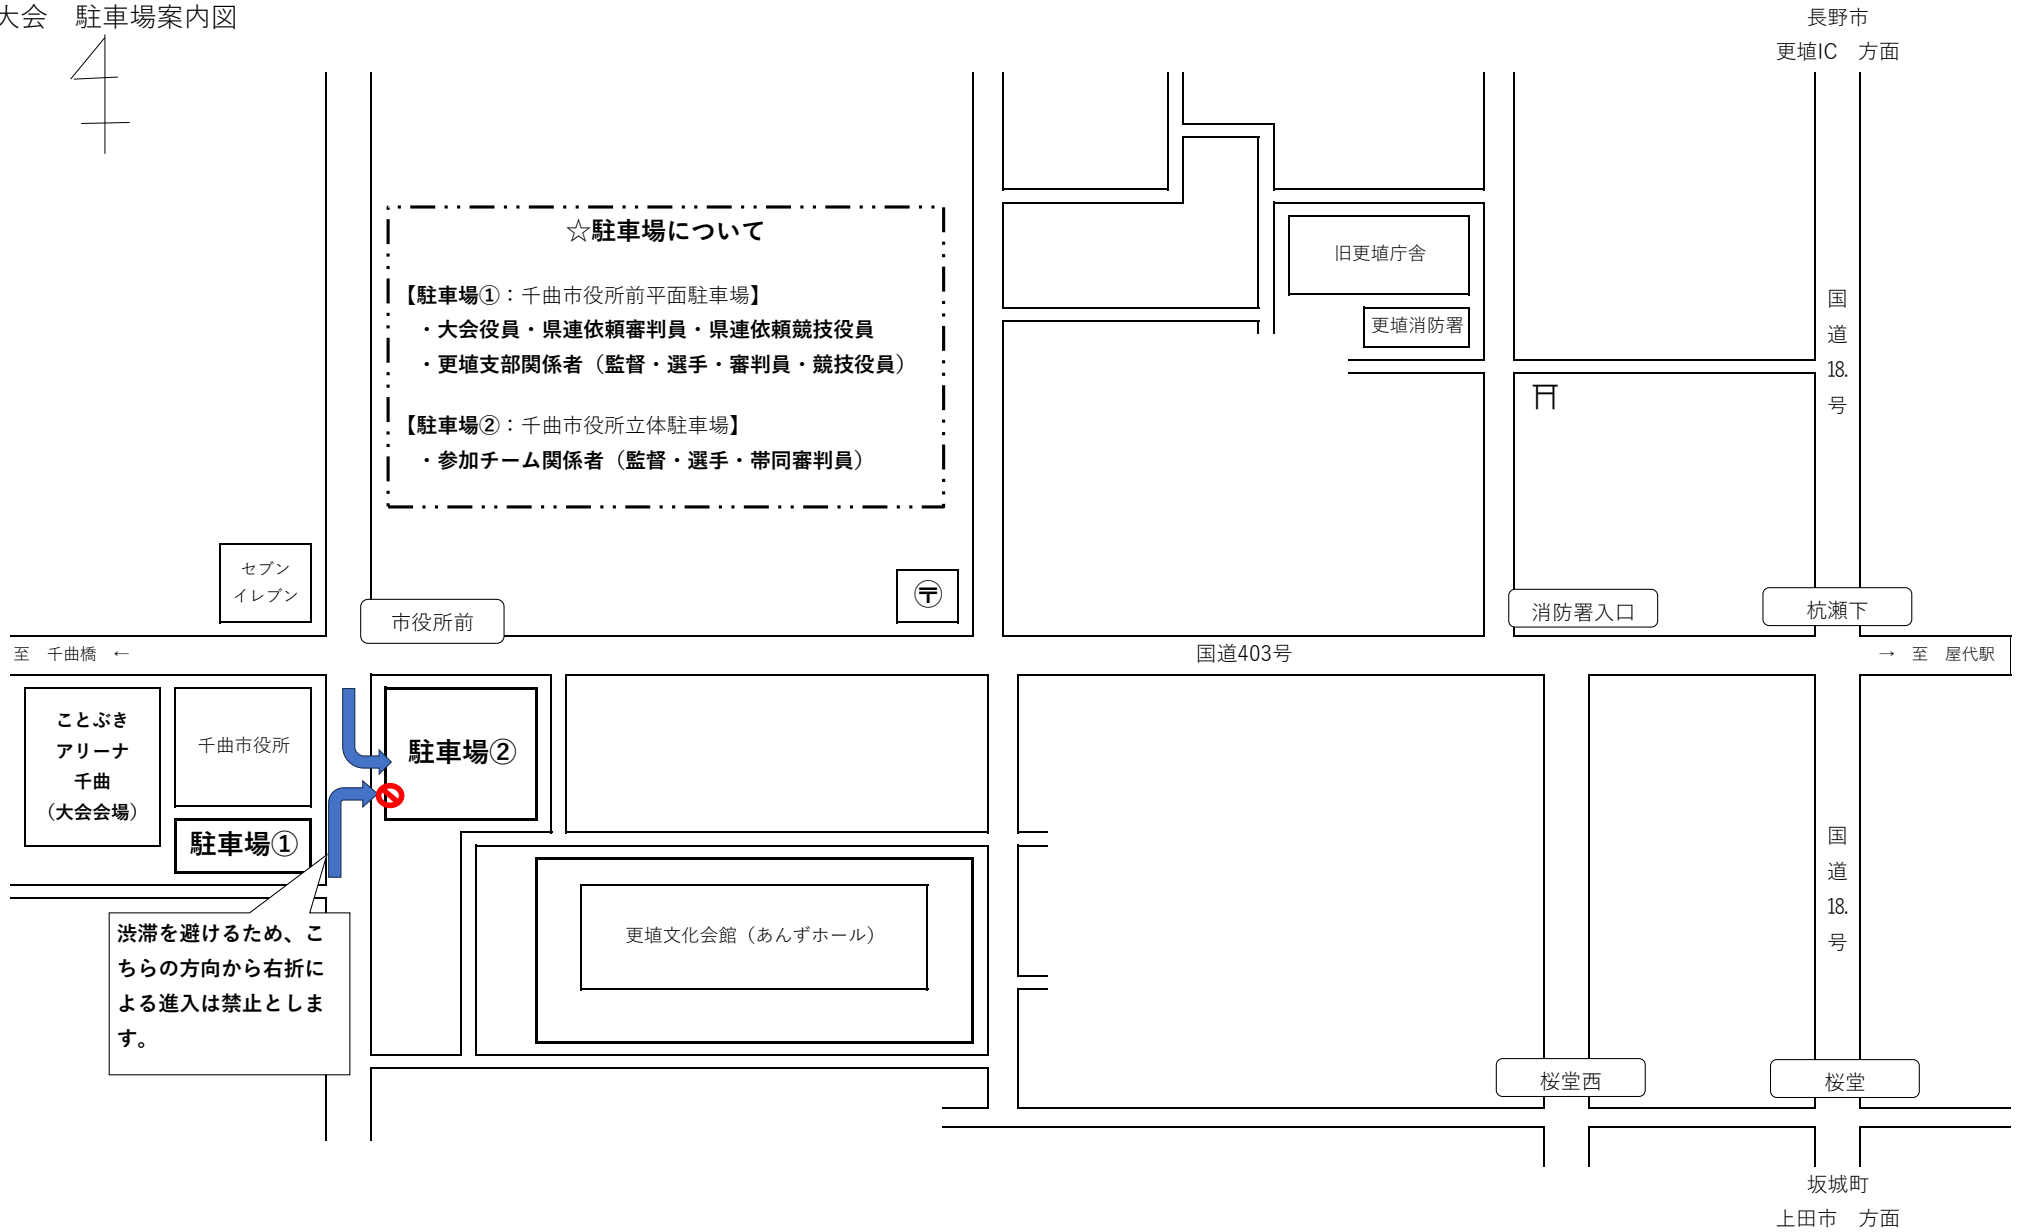 大会　駐車場案内図
長野市
更埴IC　方面
☆駐車場について
【駐車場①：千曲市役所前平面駐車場】
・大会役員・県連依頼審判員・県連依頼競技役員
・更埴支部関係者（監督・選手・審判員・競技役員）
【駐車場②：千曲市役所立体駐車場】
・参加チーム関係者（監督・選手・帯同審判員）
旧更埴庁舎
更埴消防署
国道18.号
セブン
イレブン
市役所前
〒
消防署入口
杭瀬下
至　千曲橋　←
国道403号
→　至　屋代駅
ことぶき
アリーナ
千曲
（大会会場）
千曲市役所
駐車場①
駐車場②
渋滞を避けるため、こ
ちらの方向から右折に
よる進入は禁止としま
す。
更埴文化会館（あんずホール）
国道18.号
桜堂西
桜堂
坂城町
上田市　方面